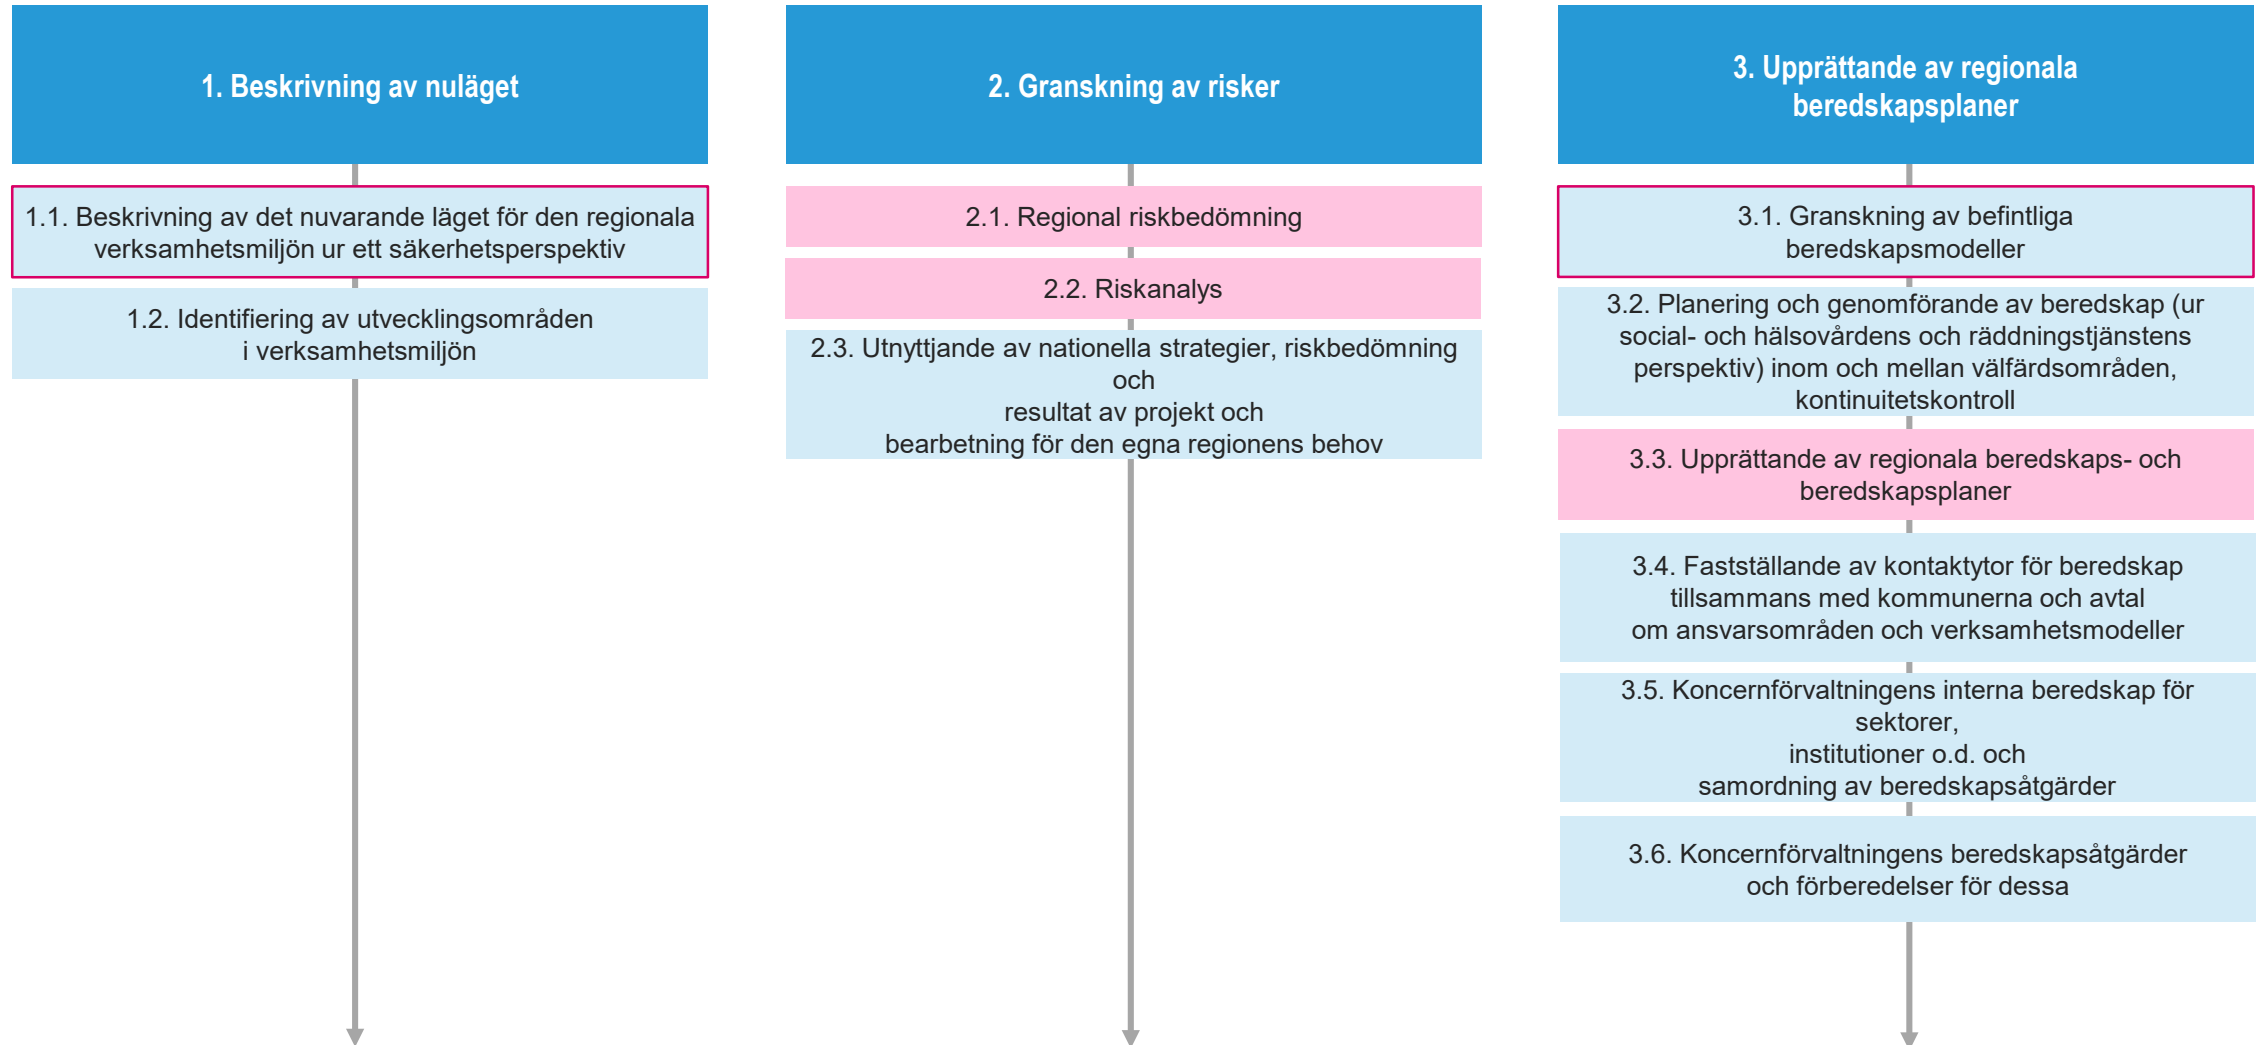 1. Beskrivning av nuläget
1.1. Beskrivning av det nuvarande läget för den regionala
verksamhetsmiljön ur ett säkerhetsperspektiv
1.2. Identifiering av utvecklingsområden
i verksamhetsmiljön
2. Granskning av risker
2.1. Regional riskbedömning
2.2. Riskanalys
2.3. Utnyttjande av nationella strategier, riskbedömning
och
resultat av projekt och
bearbetning för den egna regionens behov
3. Upprättande av regionala
beredskapsplaner
3.1. Granskning av befintliga
beredskapsmodeller
3.2. Planering och genomförande av beredskap (ur
social- och hälsovårdens och räddningstjänstens
perspektiv) inom och mellan välfärdsområden,
kontinuitetskontroll
3.3. Upprättande av regionala beredskaps- och
beredskapsplaner
3.4. Fastställande av kontaktytor för beredskap
tillsammans med kommunerna och avtal
om ansvarsområden och verksamhetsmodeller
3.5. Koncernförvaltningens interna beredskap för
sektorer,
institutioner o.d. och
samordning av beredskapsåtgärder
3.6. Koncernförvaltningens beredskapsåtgärder
och förberedelser för dessa